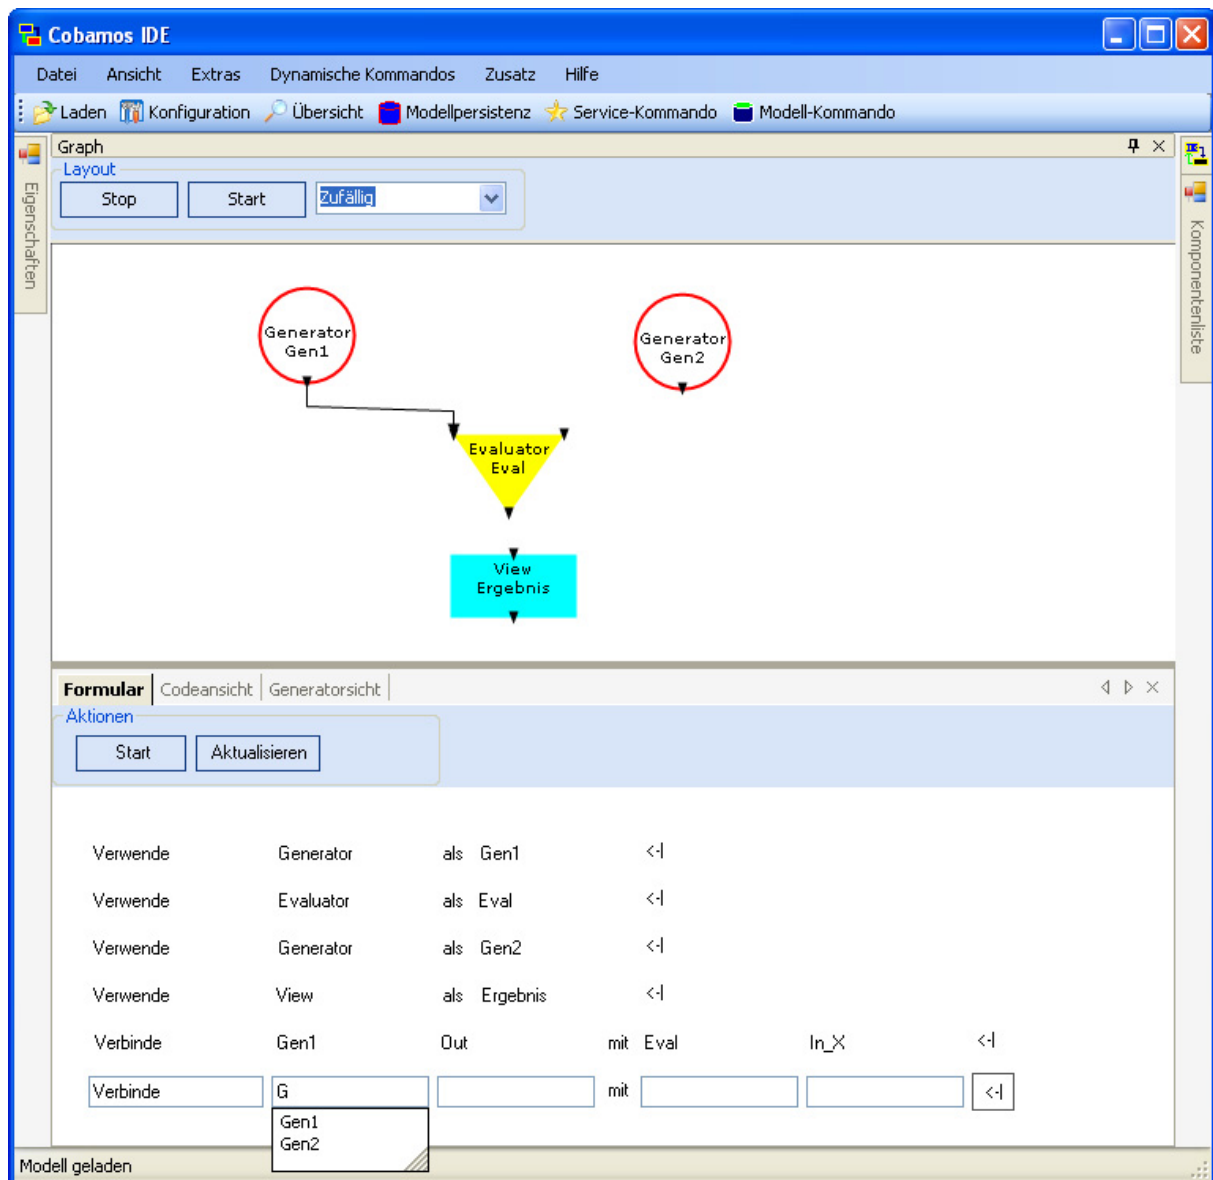 Cobamos IDE
Datei Ansicht Extras Dynamische Kommandos Zusatz Hilfe
Laden Konfiguration Übersicht Modellpersistenz Service-Kommando Modell-Kommando
Eigenschaften
Graph
Layout
Stop Start Zufällig
Komponentenliste
Generator
Gen1
Generator
Gen2
Evaluator
Eval
View
Ergebnis
Formular Codeansicht Generatorsicht
Aktionen
Start Aktualisieren
Verwende Generator als Gen1 <-|
Verwende Evaluator als Eval <-|
Verwende Generator als Gen2 <-|
Verwende View als Ergebnis <-|
Verbinde Gen1 Out mit Eval In_X <-|
Verbinde G mit <-|
Gen1
Gen2
Modell geladen